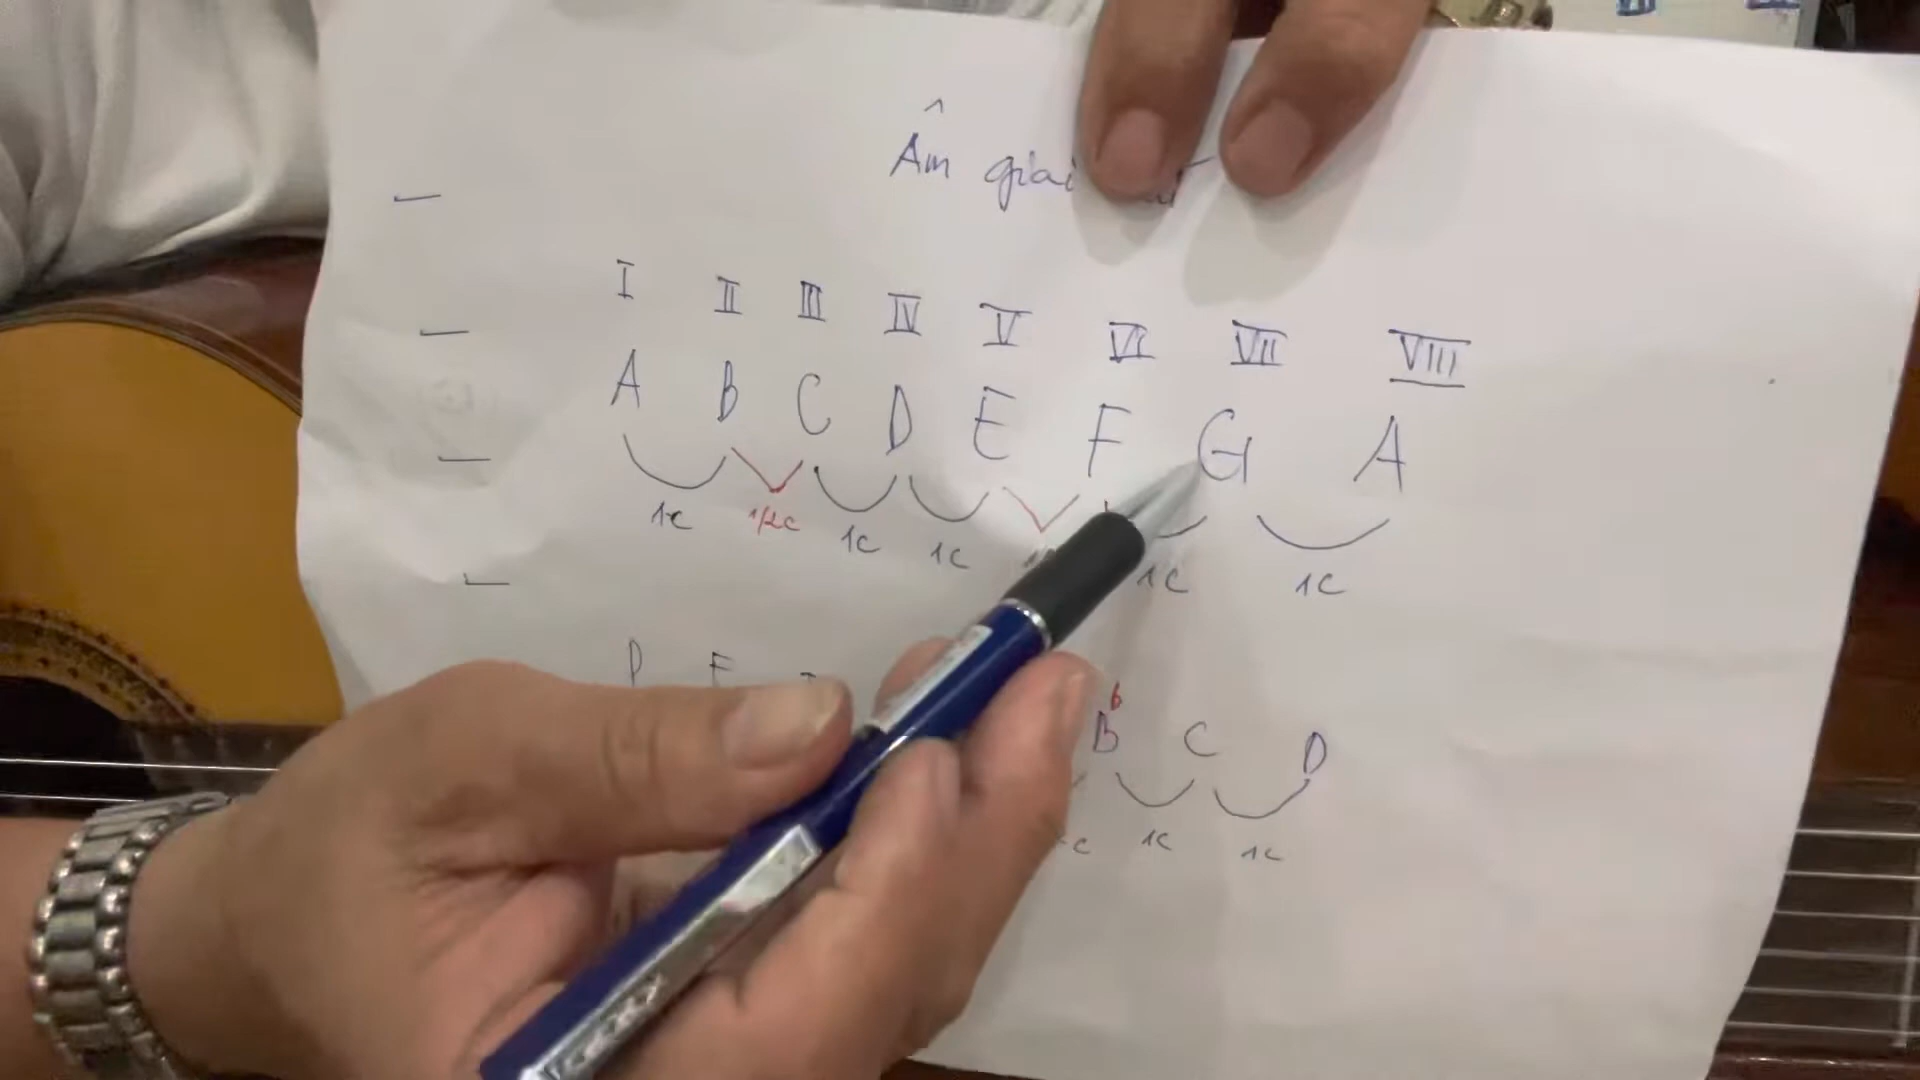 Âm giai
I II III IV V VI VII VIII
A B C D E F G A
1c 1/2c 1c 1c 1c 1c
D E B b C D
1c 1c